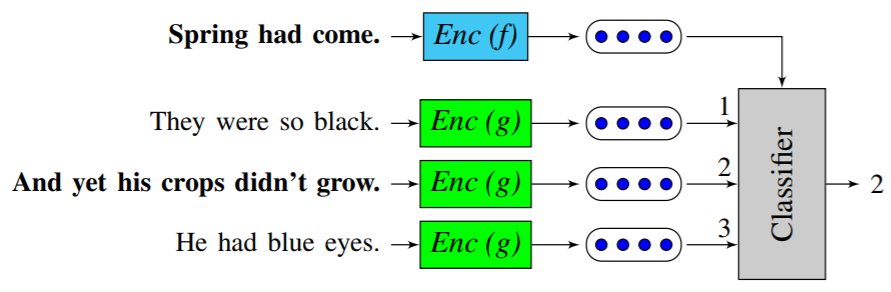 Spring had come. Enc (f)
They were so black. Enc (g) 1
And yet his crops didn't grow. Enc (g) 2 Classifier 2
He had blue eyes. Enc (g) 3